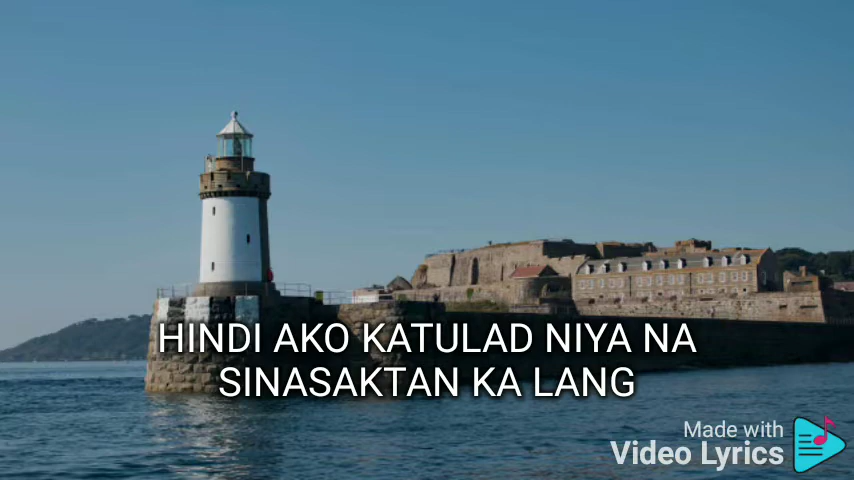 HINDI AKO KATULAD NIYA NA
SINASAKTAN KA LANG
Made with
Video Lyrics